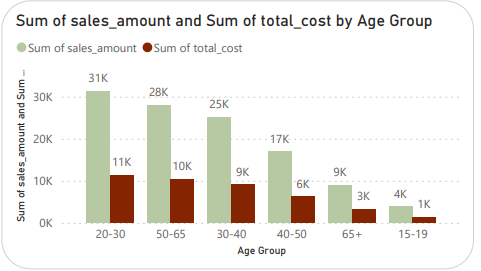 Sum of sales_amount and Sum of total_cost by Age Group
Sum of sales_amount Sum of total_cost
Sum of sales_amount and Sum ...
30K
20K
10K
0K
31K
11K
28K
10K
25K
9K
17K
6K
9K
3K
4K
1K
20-30 50-65 30-40 40-50 65+ 15-19
Age Group